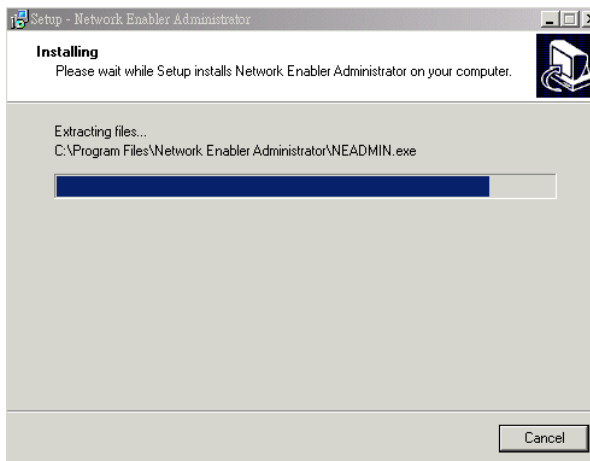 Setup - Network Enabler Administrator
Installing
Please wait while Setup installs Network Enabler Administrator on your computer.
Extracting files...
C:\Program Files\Network Enabler Administrator\NEADMIN.exe
Cancel